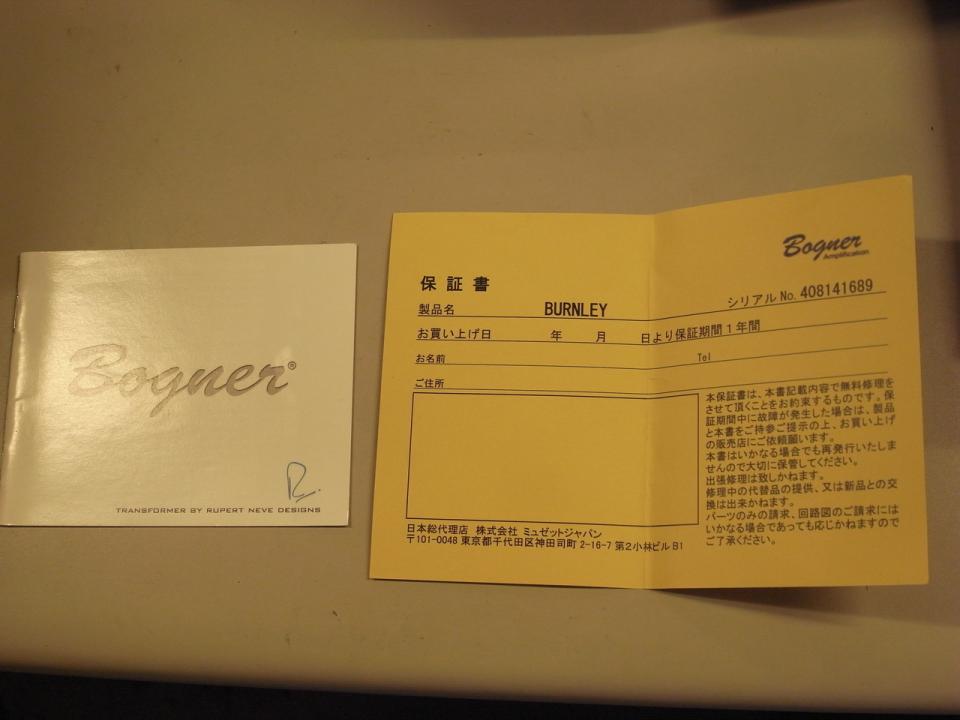 Bogner®
TRANSFORMER BY RUPERT NEVE DESIGNS
Bogner
Amplification
保証書
製品名 BURNLEY シリアルNo. 408141689
お買い上げ日 年 月 日より保証期間1年間
お名前 Tel
ご住所
本保証書は、本書記載内容で無料修理を
させて頂くことをお約束するものです。保
証期間中に故障が発生した場合は、製品
と本書をご持参ご提示の上、お買い上げ
の販売店にご依頼願います。
本書はいかなる場合でも再発行いたしま
せんので大切に保管してください。
出張修理は致しかねます。
修理中の代替品の提供、又は新品との交
換は出来かねます。
パーツのみの請求、回路図のご請求には
いかなる場合であっても応じかねますので
ご了承ください。
日本総代理店 株式会社 ミュゼットジャパン
〒101-0048 東京都千代田区神田司町 2-16-7 第2小林ビル B1